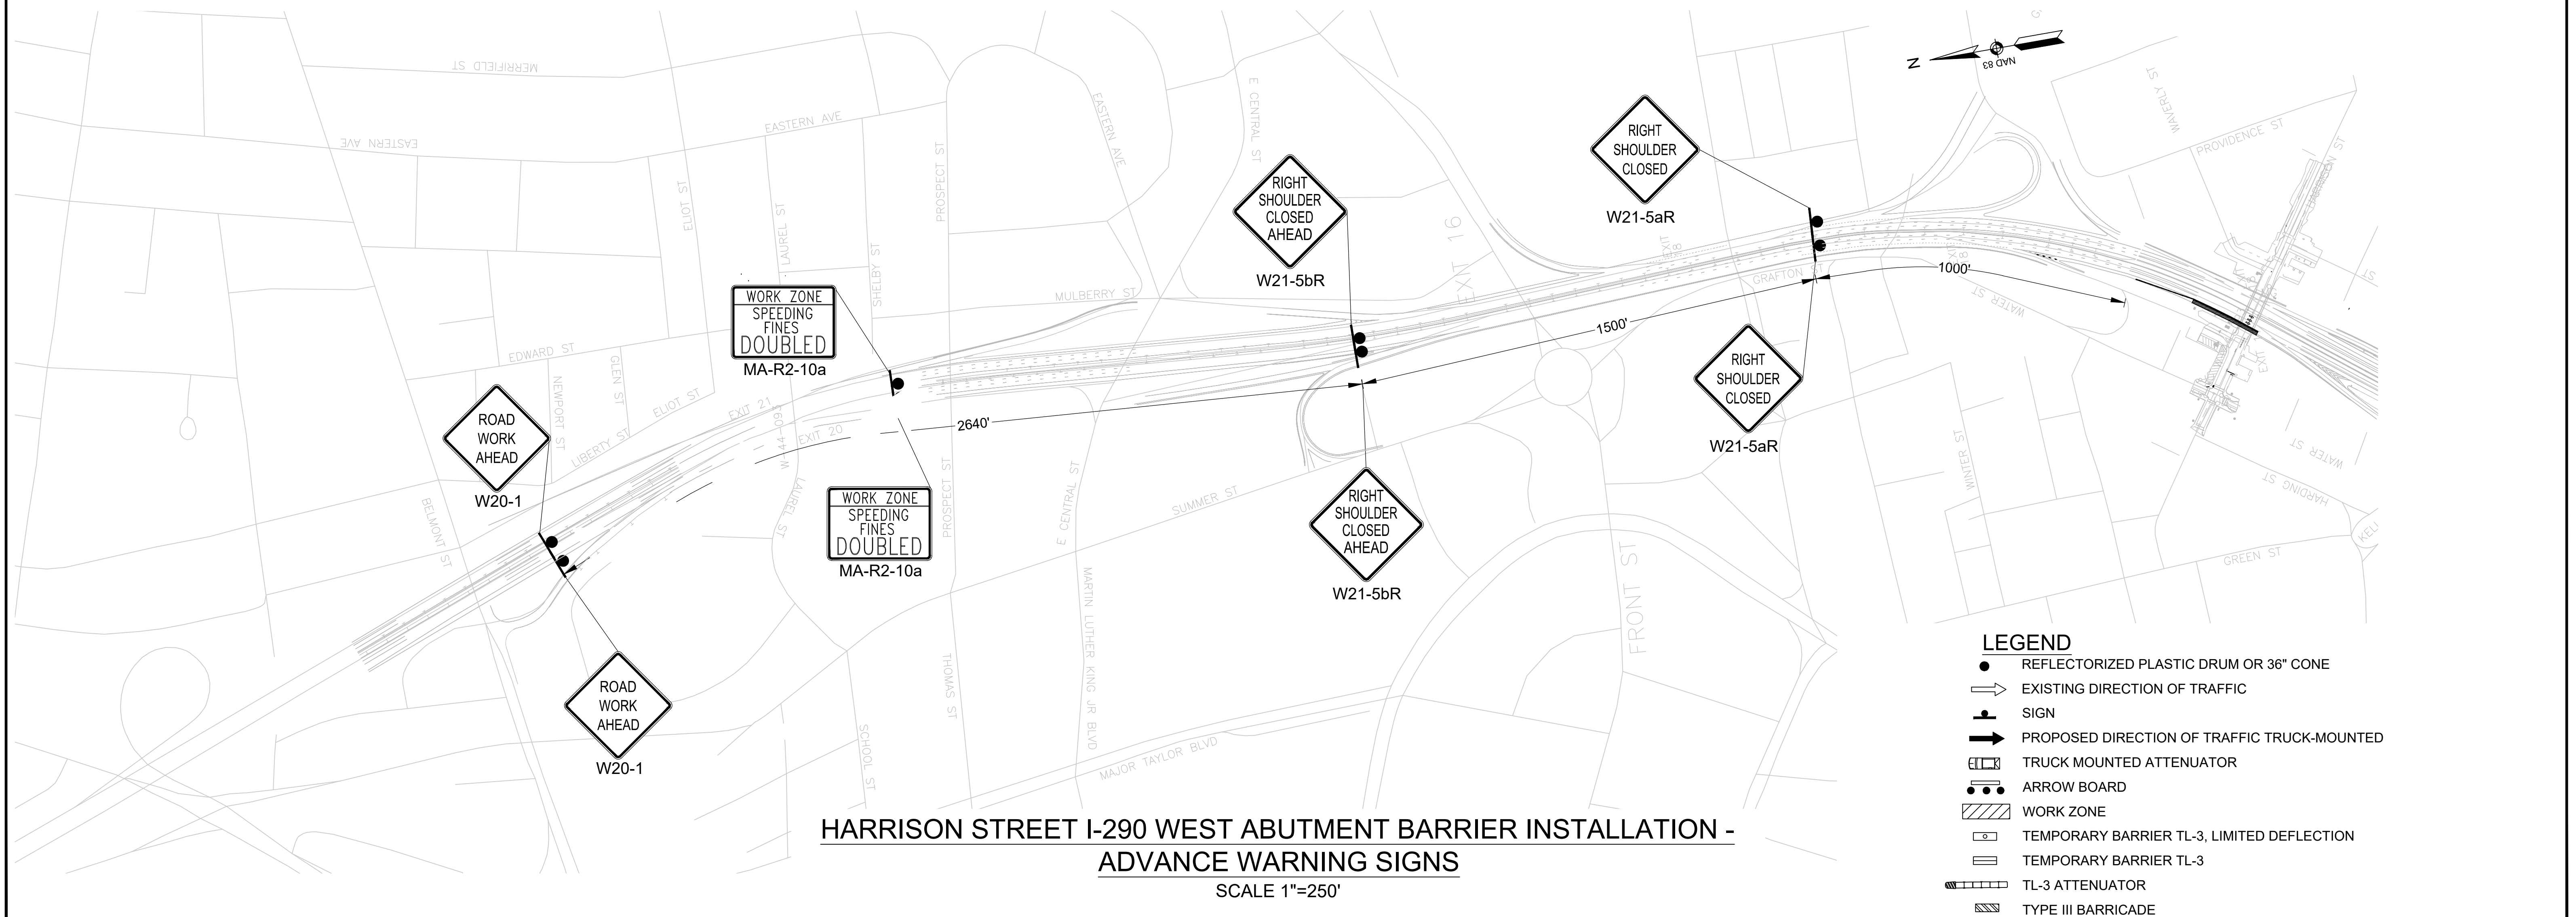 MERRIFIELD ST
EASTERN AVE
EASTERN AVE
ELIOT ST
LAUREL ST
SHELBY ST
PROSPECT ST
EASTERN AVE
E CENTRAL ST
N
NAD 83
WAVERLY ST
PROVIDENCE ST
HARRISON ST
RIGHT
SHOULDER
CLOSED
W21-5aR
RIGHT
SHOULDER
CLOSED
AHEAD
W21-5bR
EXIT 16
EXIT
18
GRAFTON ST
1000'
WATER ST
MULBERRY ST
WORK ZONE
SPEEDING
FINES
DOUBLED
MA-R2-10a
EDWARD ST
GLEN ST
NEWPORT ST
ELIOT ST
LIBERTY ST
EXIT 21
EXIT 20
W-44-093
2640'
1500'
ROAD
WORK
AHEAD
W20-1
RIGHT
SHOULDER
CLOSED
W21-5aR
EXIT
WATER ST
HARDING ST
WINTER ST
BELMONT ST
LAUREL ST
WORK ZONE
SPEEDING
FINES
DOUBLED
MA-R2-10a
PROSPECT ST
E CENTRAL ST
SUMMER ST
RIGHT
SHOULDER
CLOSED
AHEAD
W21-5bR
FRONT ST
GREEN ST
ROAD
WORK
AHEAD
W20-1
SCHOOL ST
THOMAS ST
MARTIN LUTHER KING JR BLVD
MAJOR TAYLOR BLVD
HARRISON STREET I-290 WEST ABUTMENT BARRIER INSTALLATION -
ADVANCE WARNING SIGNS
SCALE 1"=250'
LEGEND
REFLECTORIZED PLASTIC DRUM OR 36" CONE
EXISTING DIRECTION OF TRAFFIC
SIGN
PROPOSED DIRECTION OF TRAFFIC TRUCK-MOUNTED
TRUCK MOUNTED ATTENUATOR
ARROW BOARD
WORK ZONE
TEMPORARY BARRIER TL-3, LIMITED DEFLECTION
TEMPORARY BARRIER TL-3
TL-3 ATTENUATOR
TYPE III BARRICADE